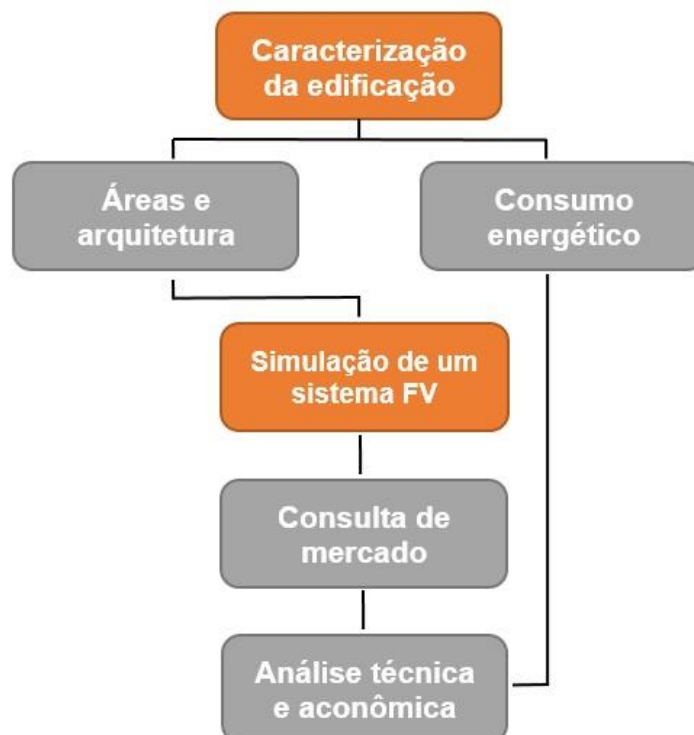 Caracterização
da edificação
Áreas e
arquitetura
Consumo
energético
Simulação de um
sistema FV
Consulta de
mercado
Análise técnica
e aconômica